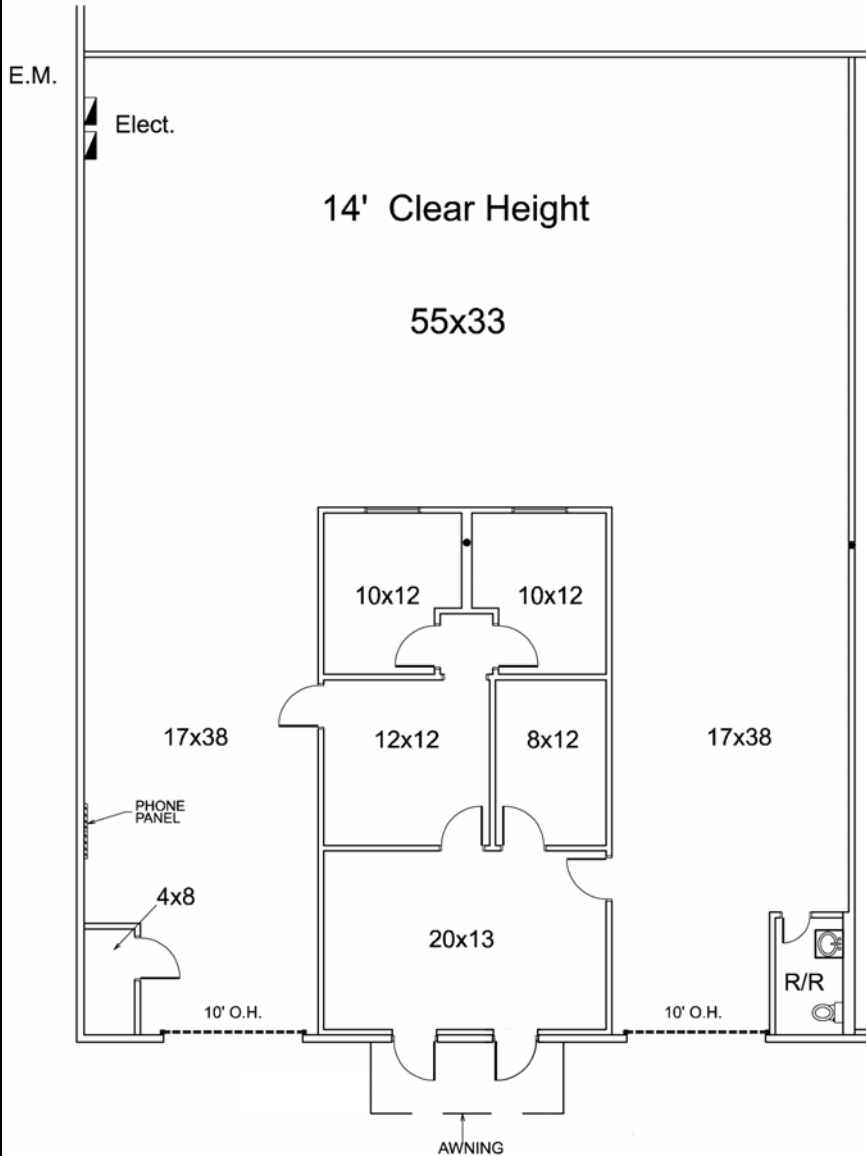 E.M.
Elect.
14' Clear Height
55x33
10x12
10x12
17x38
12x12
8x12
17x38
PHONE
PANEL
4x8
20x13
R/R
10' O.H.
10' O.H.
AWNING